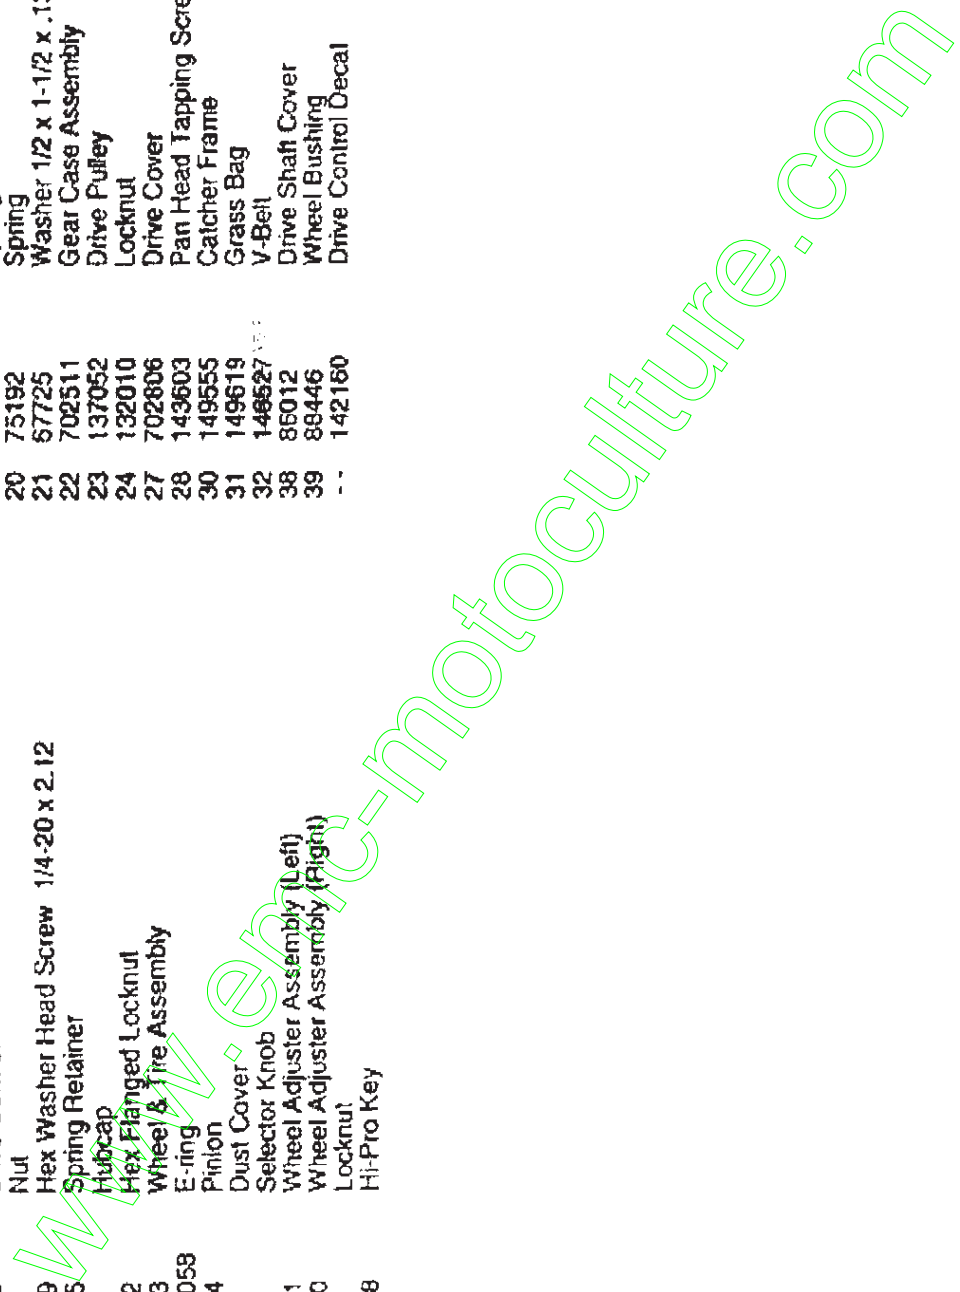 Nut
Hex Washer Head Screw 1/4-20 x 2.12
Spring Retainer
Hubcap
Hex Flanged Locknut
Wheel & Tire Assembly
E-ring
Pinion
Dust Cover
Selector Knob
Wheel Adjuster Assembly (Left)
Wheel Adjuster Assembly (Right)
Locknut
Hi-Pro Key
20 75192 Spring
21 67725 Washer 1/2 x 1-1/2 x
22 702511 Gear Case Assembly
23 137052 Drive Pulley
24 132010 Locknut
27 702806 Drive Cover
28 143603 Pan Head Tapping
30 149555 Catcher Frame
31 149619 Grass Bag
32 V-Belt
38 86012 Drive Shaft Cover
39 88446 Wheel Bushing
-- 142160 Drive Control Decal
www.emc-motoculture.com